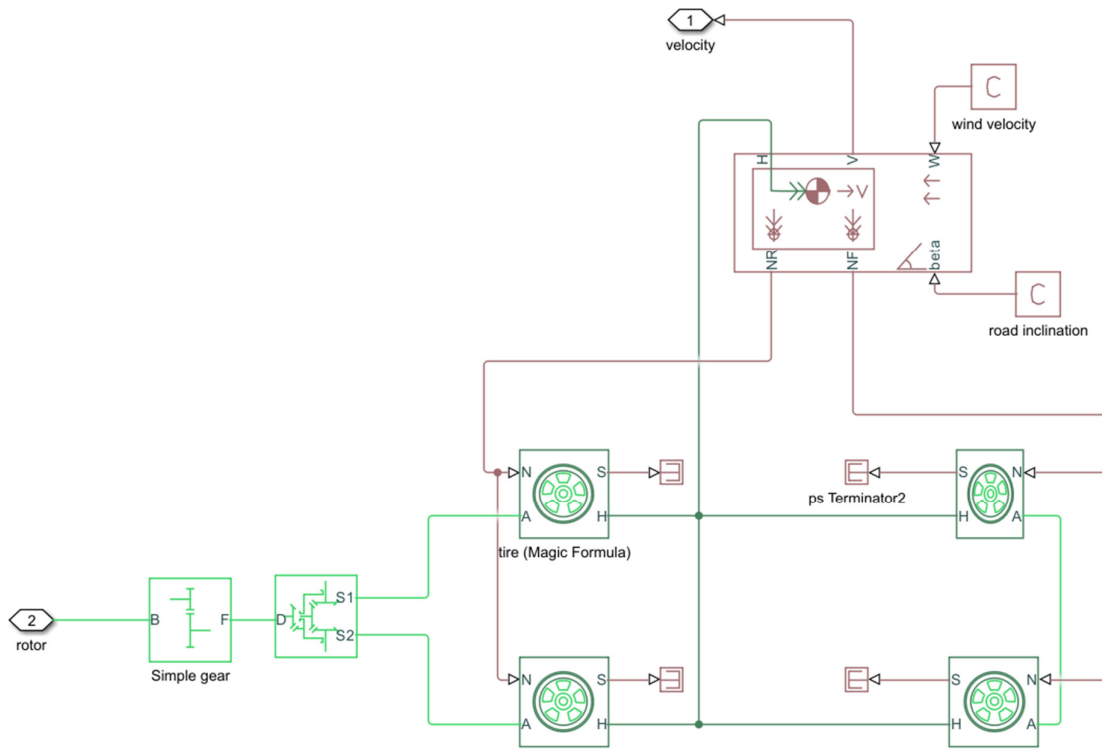 1
velocity
C
wind velocity
H
V
W
V
NR
NF
beta
C
road inclination
N
S
S
N
ps Terminator2
A
H
H
A
tire (Magic Formula)
2
rotor
B
F
Simple gear
D
S1
S2
N
S
S
N
A
H
H
A